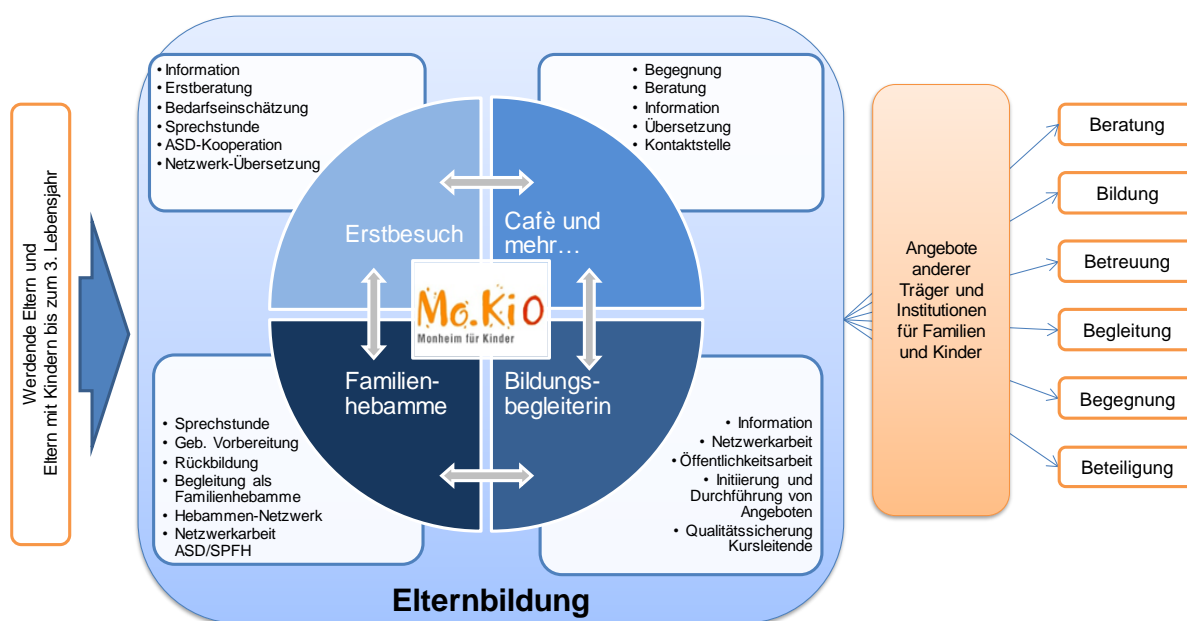 Werdende Eltern und
Eltern mit Kindern bis zum 3. Lebensjahr
• Information
• Erstberatung
• Bedarfseinschätzung
• Sprechstunde
• ASD-Kooperation
• Netzwerk-Übersetzung
• Begegnung
• Beratung
• Information
• Übersetzung
• Kontaktstelle
Erstbesuch
Cafè und
mehr…
Mo.Ki 0
Monheim für Kinder
Familien-
hebamme
Bildungs-
begleiterin
• Sprechstunde
• Geb. Vorbereitung
• Rückbildung
• Begleitung als
Familienhebamme
• Hebammen-Netzwerk
• Netzwerkarbeit
ASD/SPFH
• Information
• Netzwerkarbeit
• Öffentlichkeitsarbeit
• Initiierung und
Durchführung von
Angeboten
• Qualitätssicherung
Kursleitende
Elternbildung
Angebote
anderer
Träger und
Institutionen
für Familien
und Kinder
Beratung
Bildung
Betreuung
Begleitung
Begegnung
Beteiligung